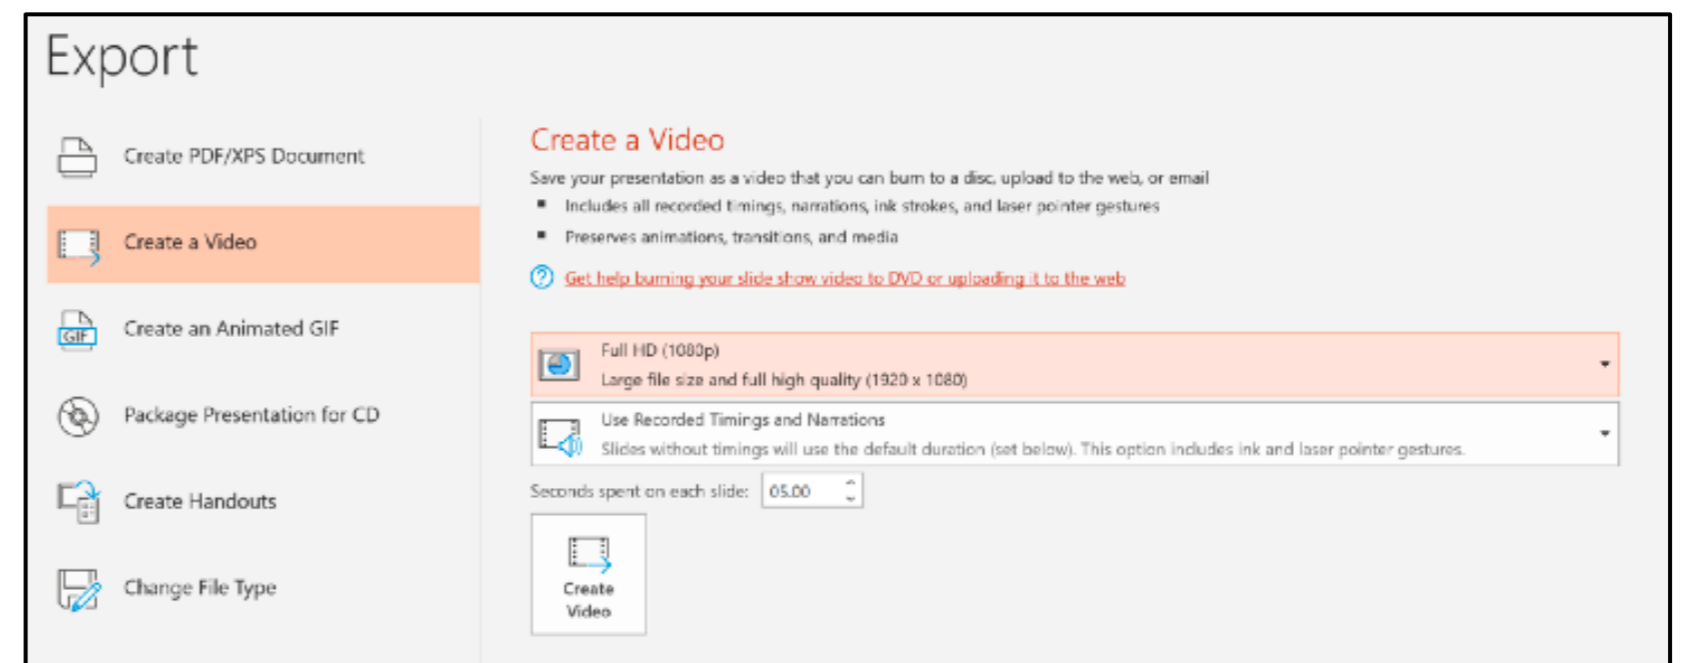 Export
Create PDF/XPS Document
Create a Video
Create an Animated GIF
GIF
Package Presentation for CD
Create Handouts
Change File Type
Create a Video
Save your presentation as a video that you can burn to a disc, upload to the web, or email
Includes all recorded timings, narrations, ink strokes, and laser pointer gestures
Preserves animations, transitions, and media
Get help burning your slide show video to DVD or uploading it to the web
Full HD (1080p)
Large file size and full high quality (1920 x 1080)
Use Recorded Timings and Narrations
Slides without timings will use the default duration (set below). This option includes ink and laser pointer gestures.
Seconds spent on each slide: 05.00
Create
Video